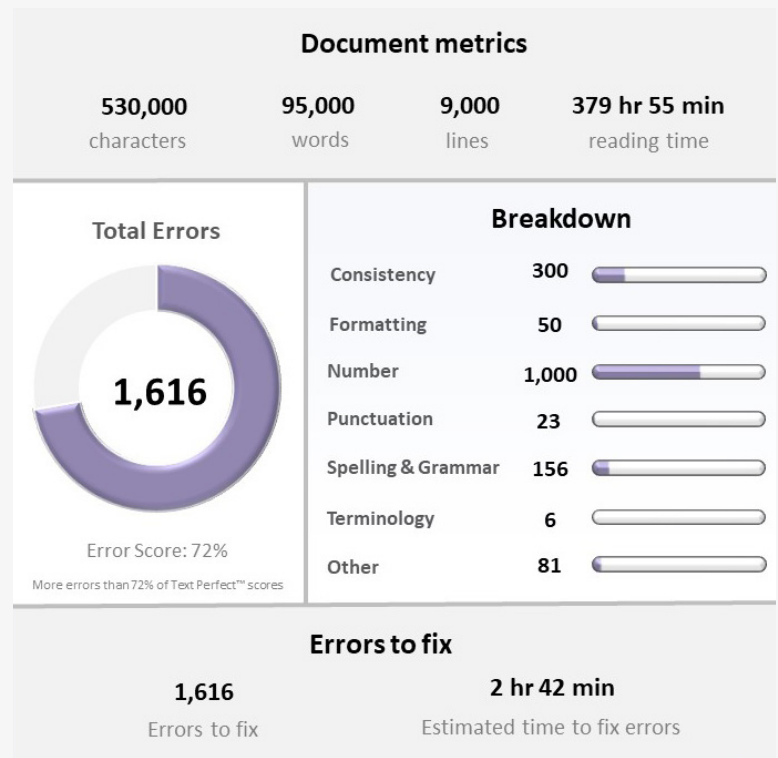 Document metrics
530,000 95,000 9,000 379 hr 55 min
characters words lines reading time
Total Errors
1,616
Error Score: 72%
More errors than 72% of Text Perfect™ scores
Breakdown
Consistency 300
Formatting 50
Number 1,000
Punctuation 23
Spelling & Grammar 156
Terminology 6
Other 81
Errors to fix
1,616 2 hr 42 min
Errors to fix Estimated time to fix errors